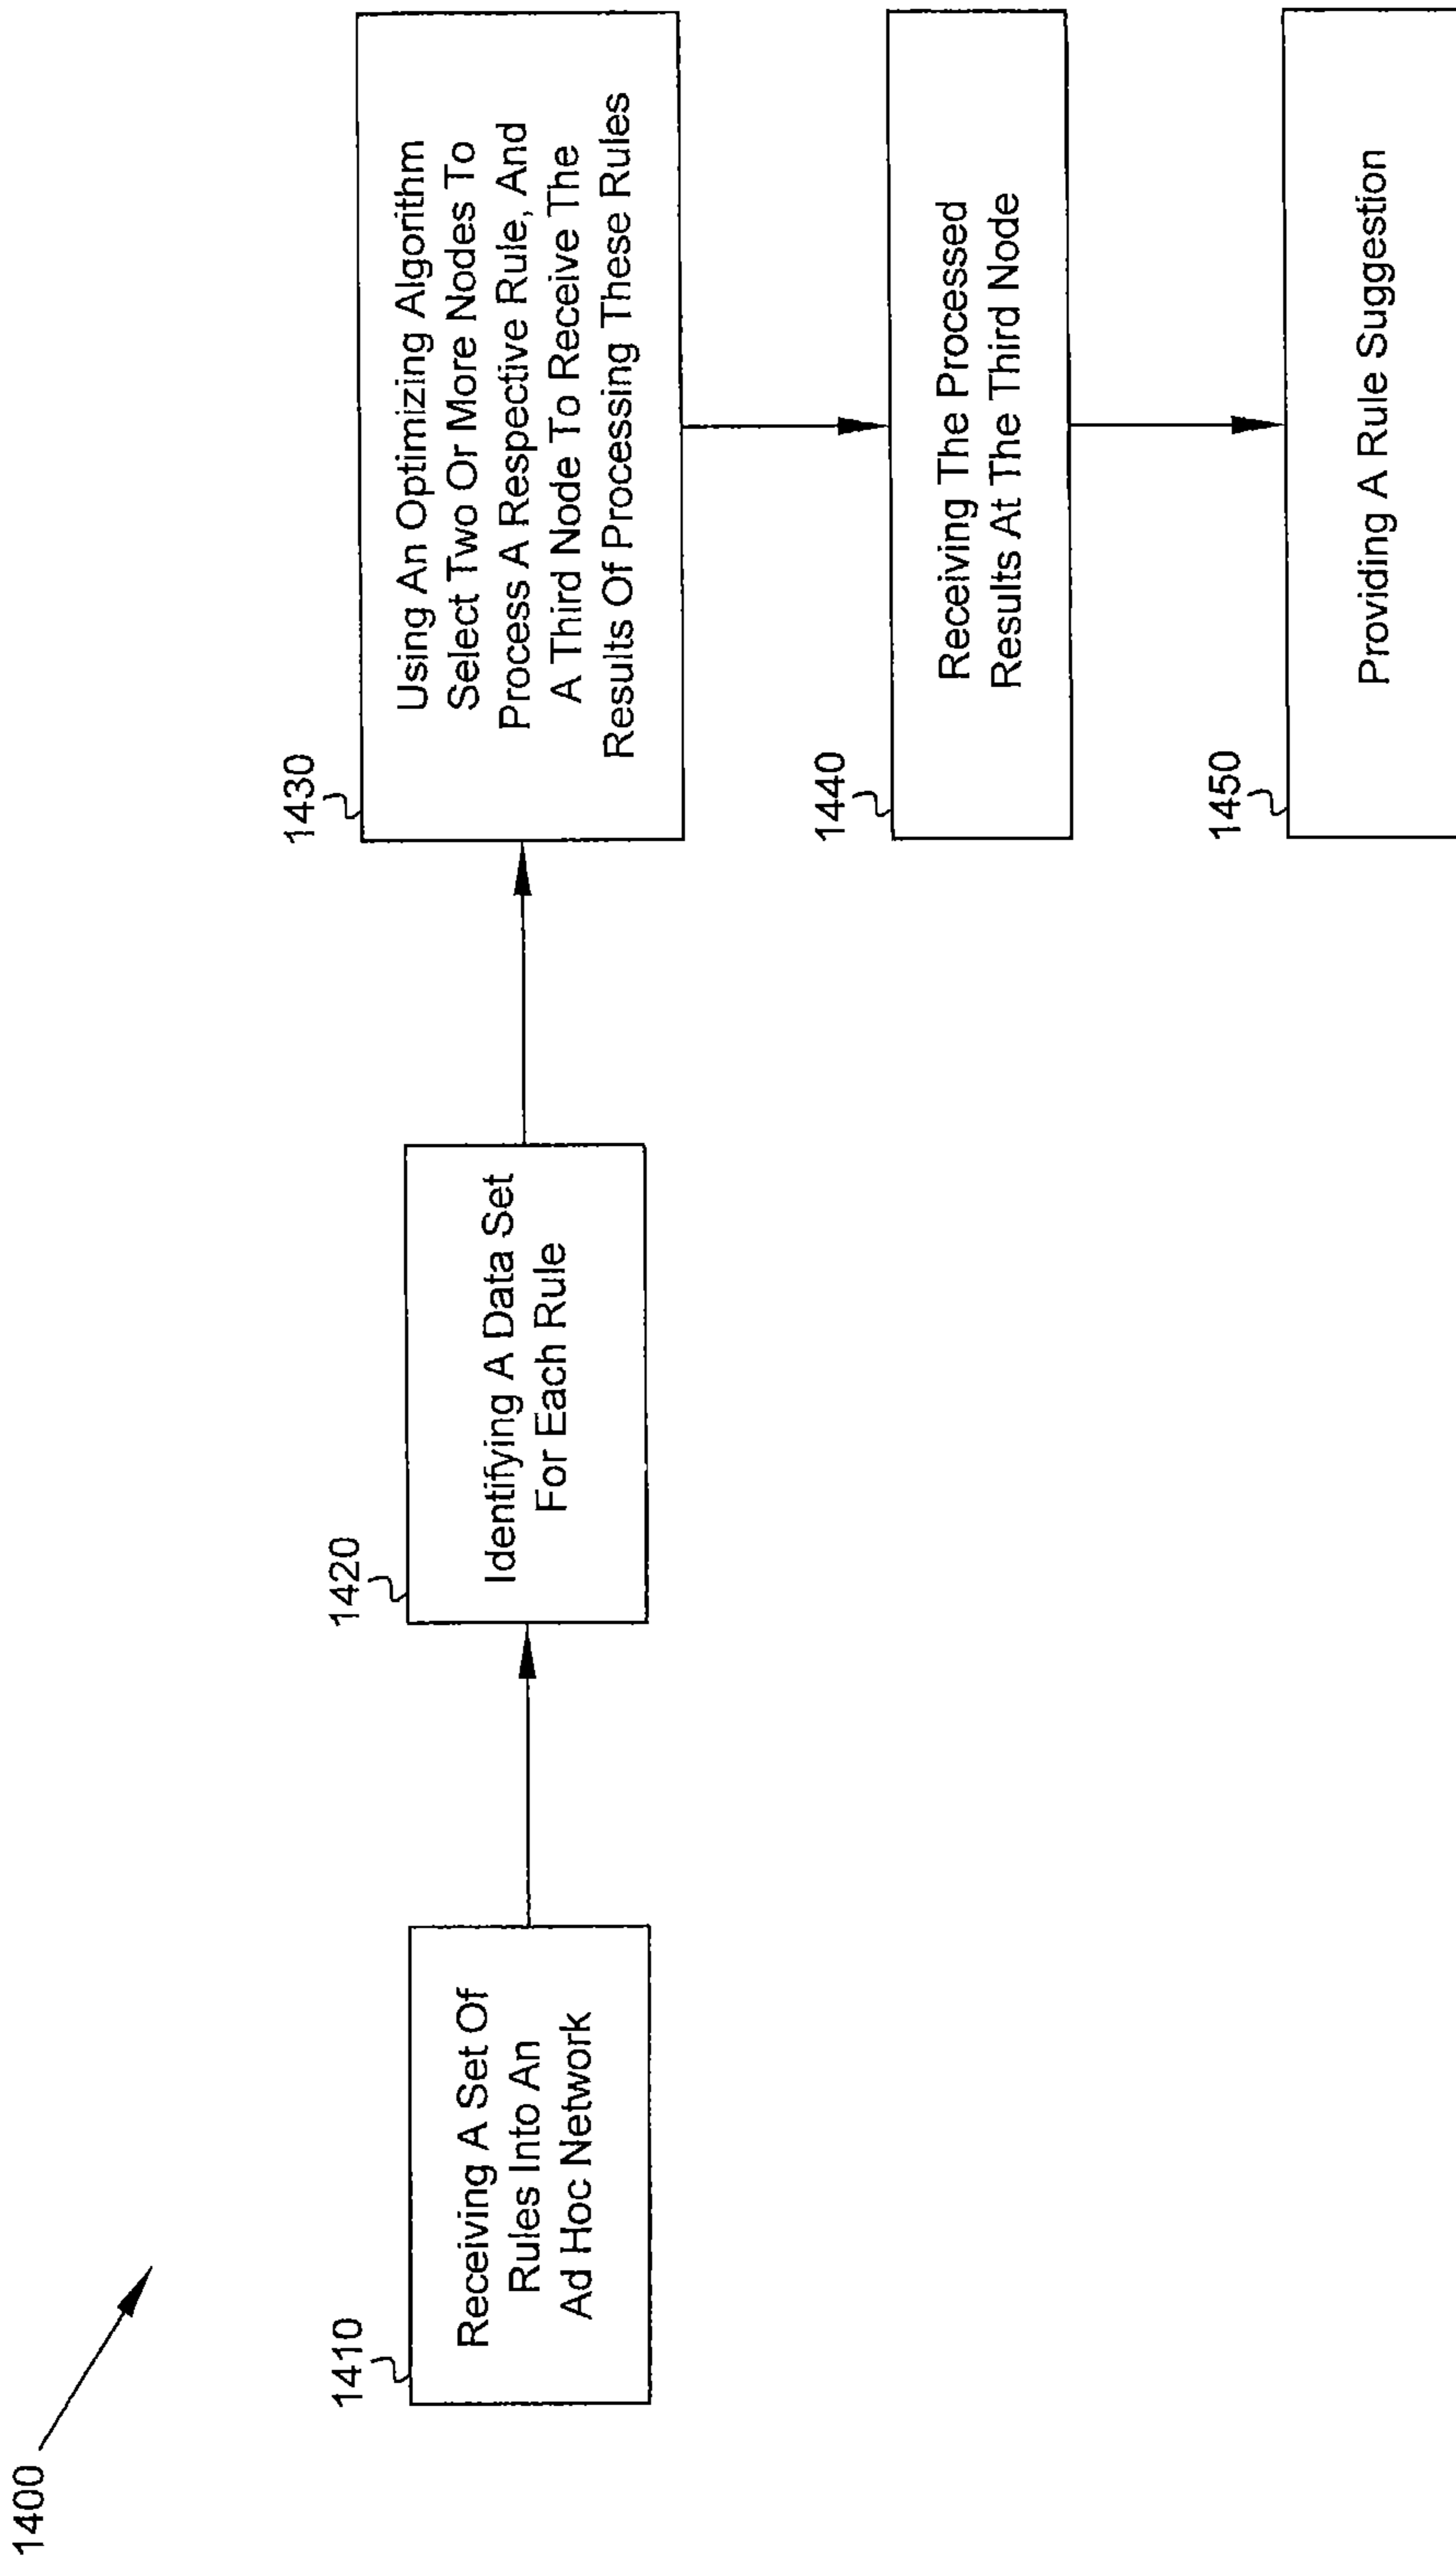 1400
1410
Receiving A Set Of
Rules Into An
Ad Hoc Network
1420
Identifying A Data Set
For Each Rule
1430
Using An Optimizing Algorithm
Select Two Or More Nodes To
Process A Respective Rule, And
A Third Node To Receive The
Results Of Processing These Rules
1440
Receiving The Processed
Results At The Third Node
1450
Providing A Rule Suggestion